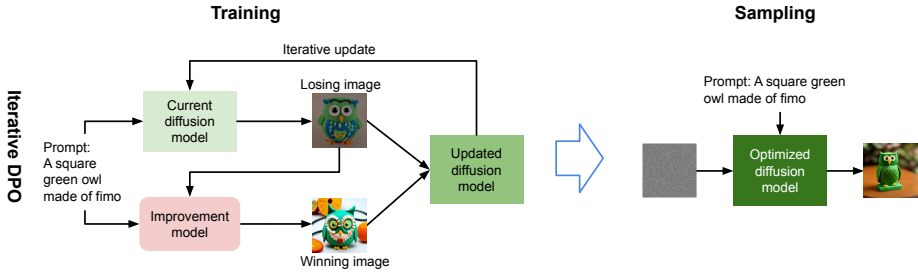 Training
Sampling
Iterative DPO
Iterative update
Losing image
Current
diffusion
model
Prompt:
A square
green owl
made of fimo
Improvement
model
Winning image
Updated
diffusion
model
Prompt: A square green
owl made of fimo
Optimized
diffusion
model